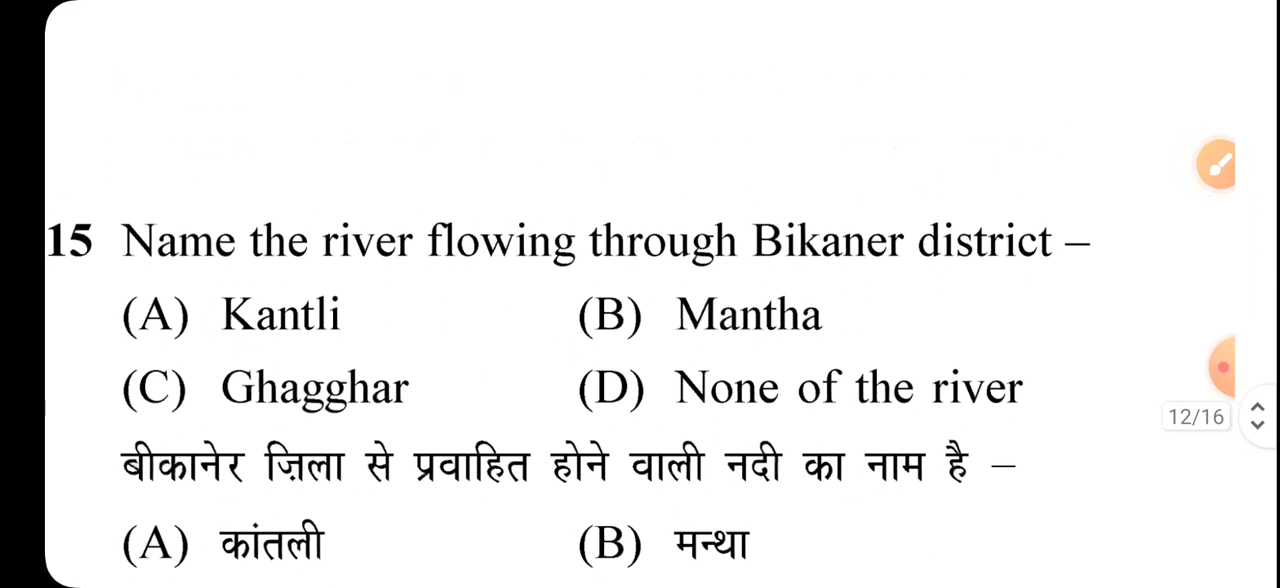 15 Name the river flowing through Bikaner district –
(A) Kantli (B) Mantha
(C) Ghagghar (D) None of the river
12/16
बीकानेर ज़िला से प्रवाहित होने वाली नदी का नाम है –
(A) कांतली (B) मन्था